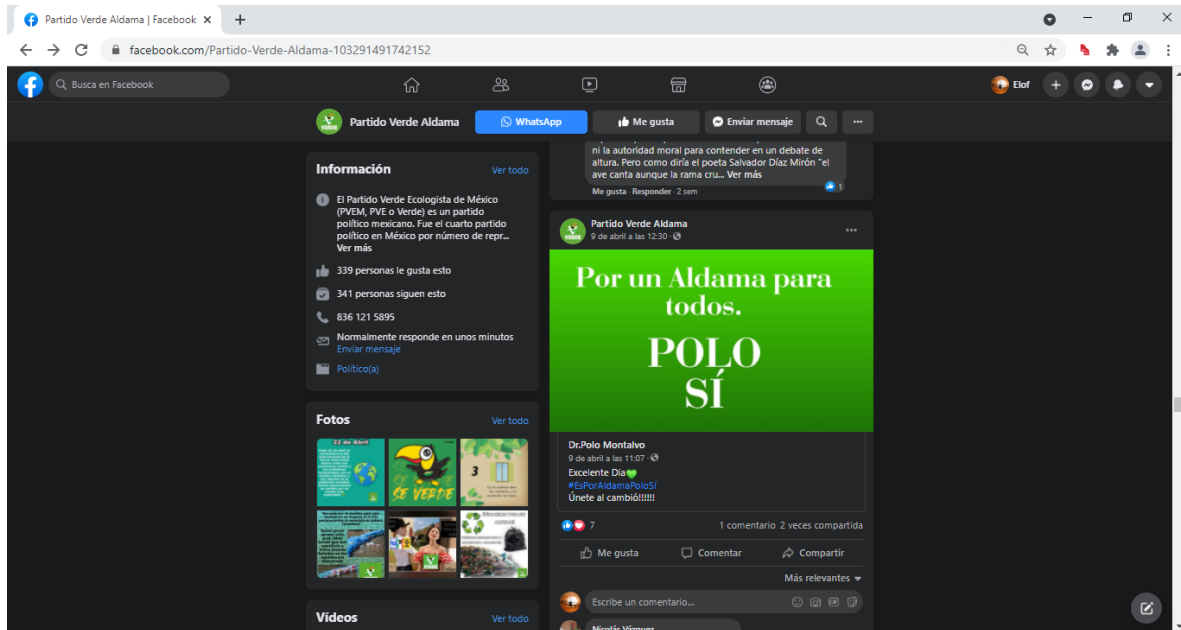 Partido Verde Aldama | Facebook
facebook.com/Partido-Verde-Aldama-103291491742152
Busca en Facebook
Elof
Partido Verde Aldama
WhatsApp
Me gusta
Enviar mensaje
Información
Ver todo
El Partido Verde Ecologista de México
(PVEM, PVE o Verde) es un partido
político mexicano. Fue el cuarto partido
político en México por número de repr...
Ver más
339 personas le gusta esto
341 personas siguen esto
836 121 5895
Normalmente responde en unos minutos
Enviar mensaje
Político(a)
Fotos
Ver todo
22 de Abril
SE VERDE
3
Vídeos
Ver todo
ni la autoridad moral para contender en un debate de
altura. Pero como diría el poeta Salvador Díaz Mirón "el
ave canta aunque la rama cru... Ver más
1
Me gusta · Responder · 2 sem
Partido Verde Aldama
9 de abril a las 12:30 ·
Por un Aldama para
todos.
POLO
SÍ
Dr.Polo Montalvo
9 de abril a las 11:07 ·
Excelente Dia
#EsPorAldamaPoloSí
Únete al cambió!!!!!!
7
1 comentario 2 veces compartida
Me gusta
Comentar
Compartir
Más relevantes
Escribe un comentario...
Nicolás Vázquez